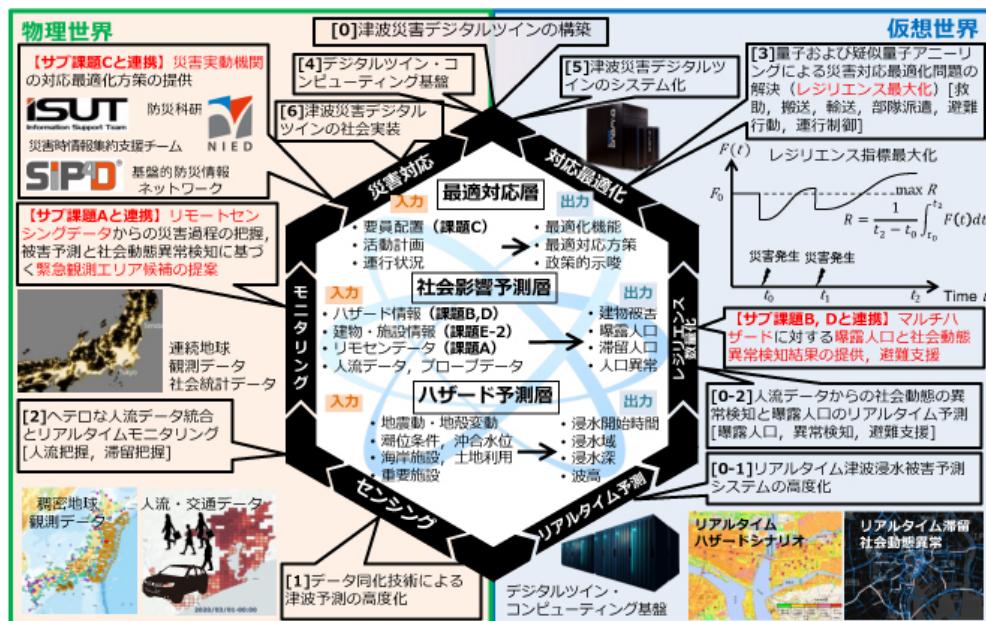 物理世界
[0]津波災害デジタルツインの構築
仮想世界
【サブ課題Cと連携】災害実動機関
の対応最適化方策の提供
iSUT
Information Support Team
防災科研
NIED
災害時情報集約支援チーム
SIP4D
基盤的防災情報
ネットワーク
[4]デジタルツイン・コ
ンピューティング基盤
[5]津波災害デジタルツ
インのシステム化
[6]津波災害デジタル
ツインの社会実装
[3]量子および疑似量子アニーリ
ングによる災害対応最適化問題の
解決（レジリエンス最大化）[救
助，搬送，輸送，部隊派遣，避難
行動，運行制御]
F(t)
レジリエンス指標最大化
F₀
max R
R = 1/(t₂ − t₀) ∫ F(t)dt
t₂
t₀
災害発生
災害発生
t₀
t₁
t₂
Time
【サブ課題Aと連携】リモートセン
シングデータからの災害過程の把握，
被害予測と社会動態異常検知に基づ
く緊急観測エリア候補の提案
災害対応
対応最適化
モニタリング
レジリエンス
数量化
センシング
リアルタイム予測
最適対応層
入力
出力
・要員配置（課題C）
・活動計画
・運行状況
・最適化機能
・最適対応方策
・政策的示唆
社会影響予測層
入力
出力
・ハザード情報（課題B,D）
・建物・施設情報（課題E-2）
・リモセンデータ（課題A）
・人流データ，プローブデータ
・建物被害
・曝露人口
・滞留人口
・人口異常
ハザード予測層
入力
出力
・地震動・地殻変動
・潮位条件，沖合水位
・海岸施設，土地利用
・重要施設
・浸水開始時間
・浸水域
・浸水深
・波高
連続地球
観測データ
社会統計データ
[2]ヘテロな人流データ統合
とリアルタイムモニタリング
[人流把握，滞留把握]
【サブ課題B, Dと連携】マルチハ
ザードに対する曝露人口と社会動態
異常検知結果の提供，避難支援
[0-2]人流データからの社会動態の異
常検知と曝露人口のリアルタイム予測
[曝露人口，異常検知，避難支援]
[0-1]リアルタイム津波浸水被害予測
システムの高度化
稠密地球
観測データ
人流・交通データ
2020/03/01-00:00
[1]データ同化技術による
津波予測の高度化
デジタルツイン・
コンピューティング基盤
リアルタイム
ハザードシナリオ
リアルタイム滞留
社会動態異常